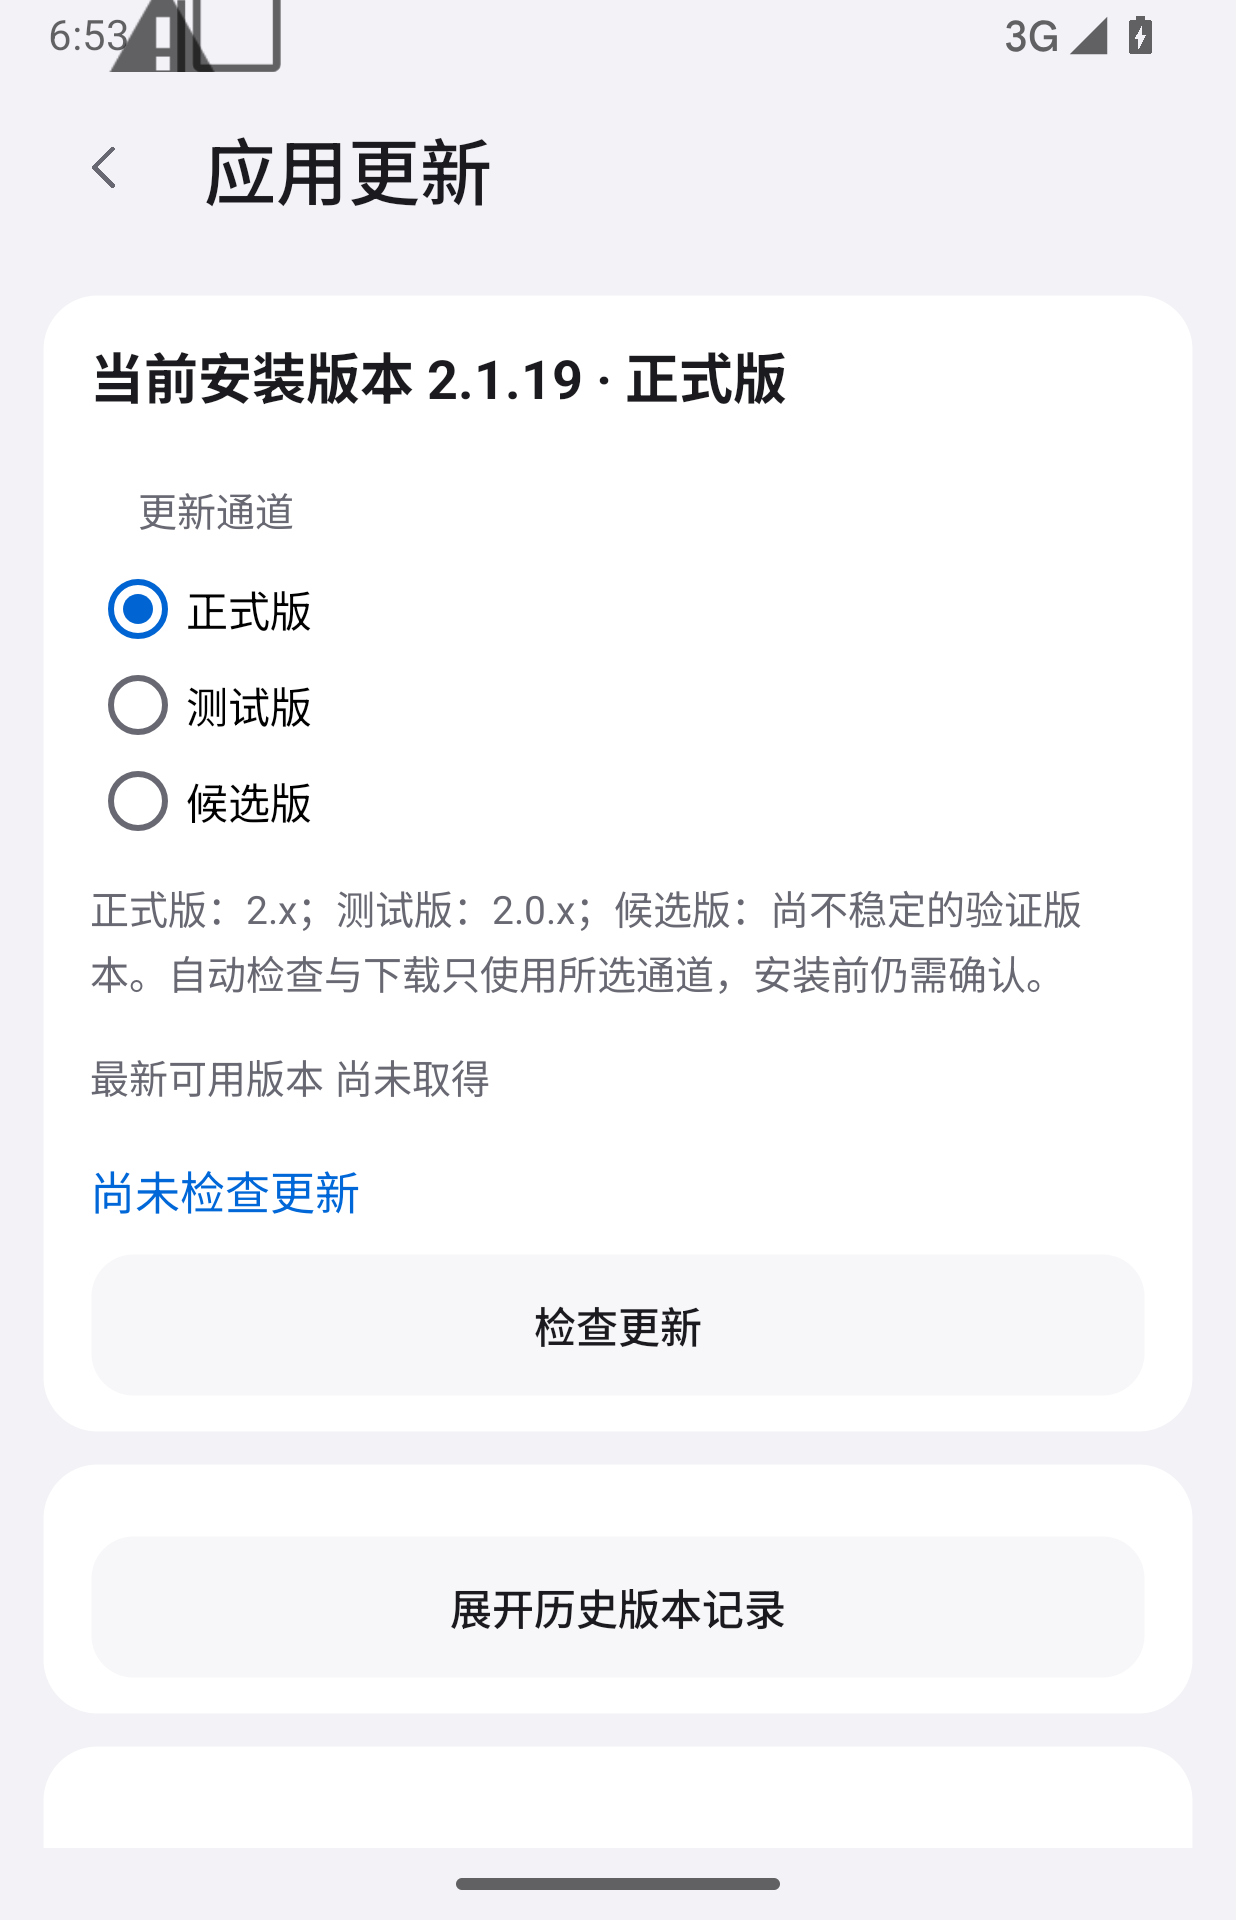 6:53
3G
应用更新
当前安装版本 2.1.19 · 正式版
更新通道
正式版
测试版
候选版
正式版：2.x；测试版：2.0.x；候选版：尚不稳定的验证版
本。自动检查与下载只使用所选通道，安装前仍需确认。
最新可用版本 尚未取得
尚未检查更新
检查更新
展开历史版本记录